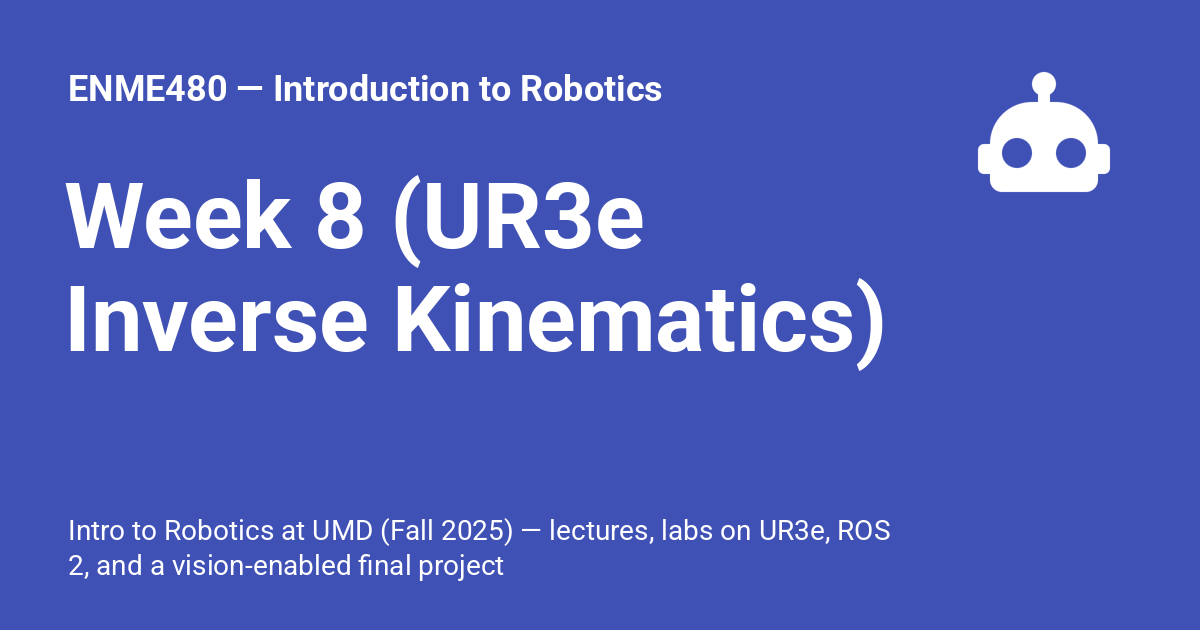 ENME480 — Introduction to Robotics
Week 8 (UR3e
Inverse Kinematics)
Intro to Robotics at UMD (Fall 2025) — lectures, labs on UR3e, ROS
2, and a vision-enabled final project